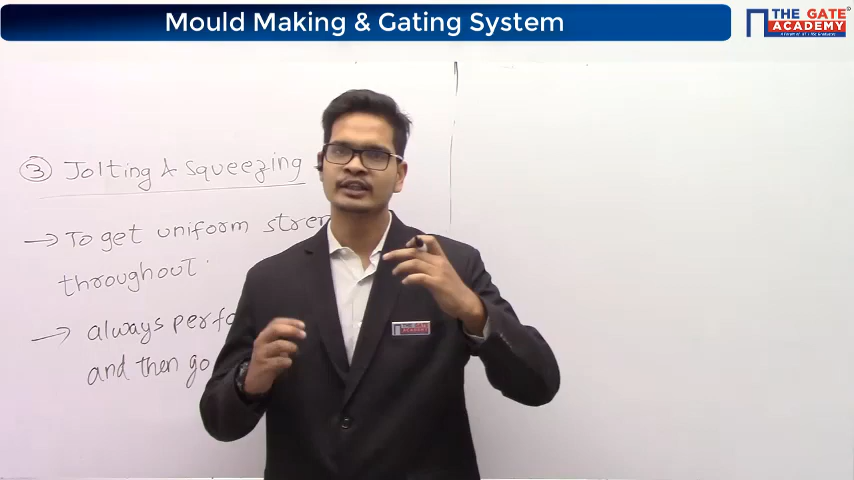 Mould Making & Gating System
THE GATE
ACADEMY
③ Jolting & Squeezing
→ To get uniform stren
throughout.
→ always perfo
and then go